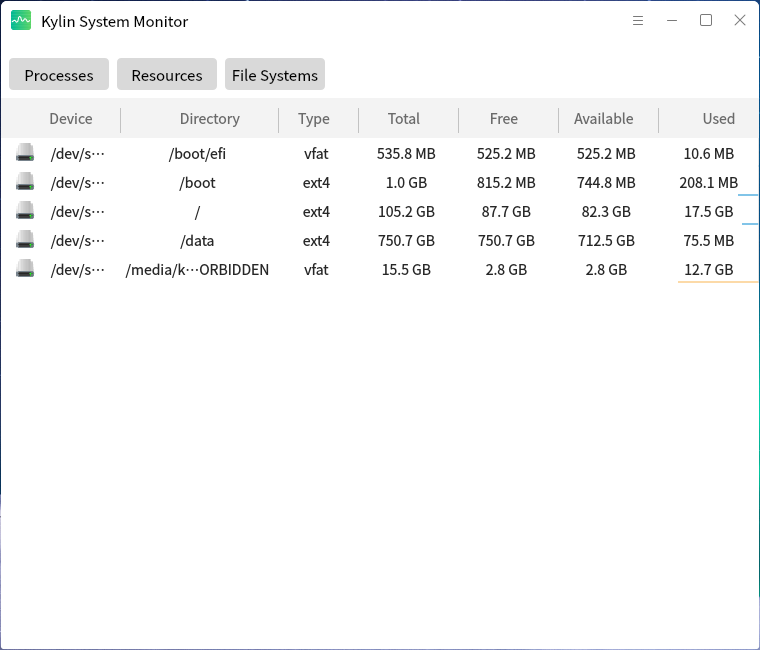 Kylin System Monitor
Processes Resources File Systems
Device Directory Type Total Free Available Used
/dev/s⋯ /boot/efi vfat 535.8 MB 525.2 MB 525.2 MB 10.6 MB
/dev/s⋯ /boot ext4 1.0 GB 815.2 MB 744.8 MB 208.1 MB
/dev/s⋯ / ext4 105.2 GB 87.7 GB 82.3 GB 17.5 GB
/dev/s⋯ /data ext4 750.7 GB 750.7 GB 712.5 GB 75.5 MB
/dev/s⋯ /media/k⋯ORBIDDEN vfat 15.5 GB 2.8 GB 2.8 GB 12.7 GB